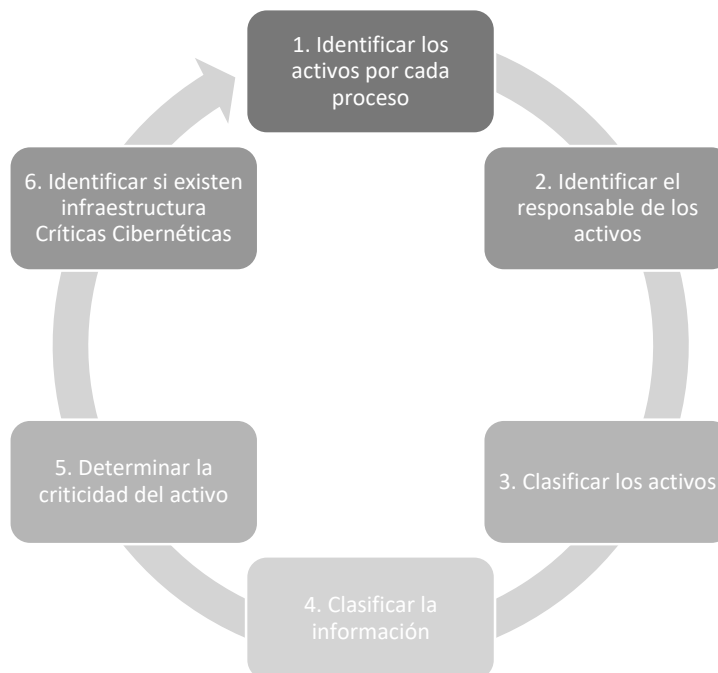 1. Identificar los
activos por cada
proceso
2. Identificar el
responsable de los
activos
3. Clasificar los activos
4. Clasificar la
información
5. Determinar la
criticidad del activo
6. Identificar si existen
infraestructura
Críticas Cibernéticas